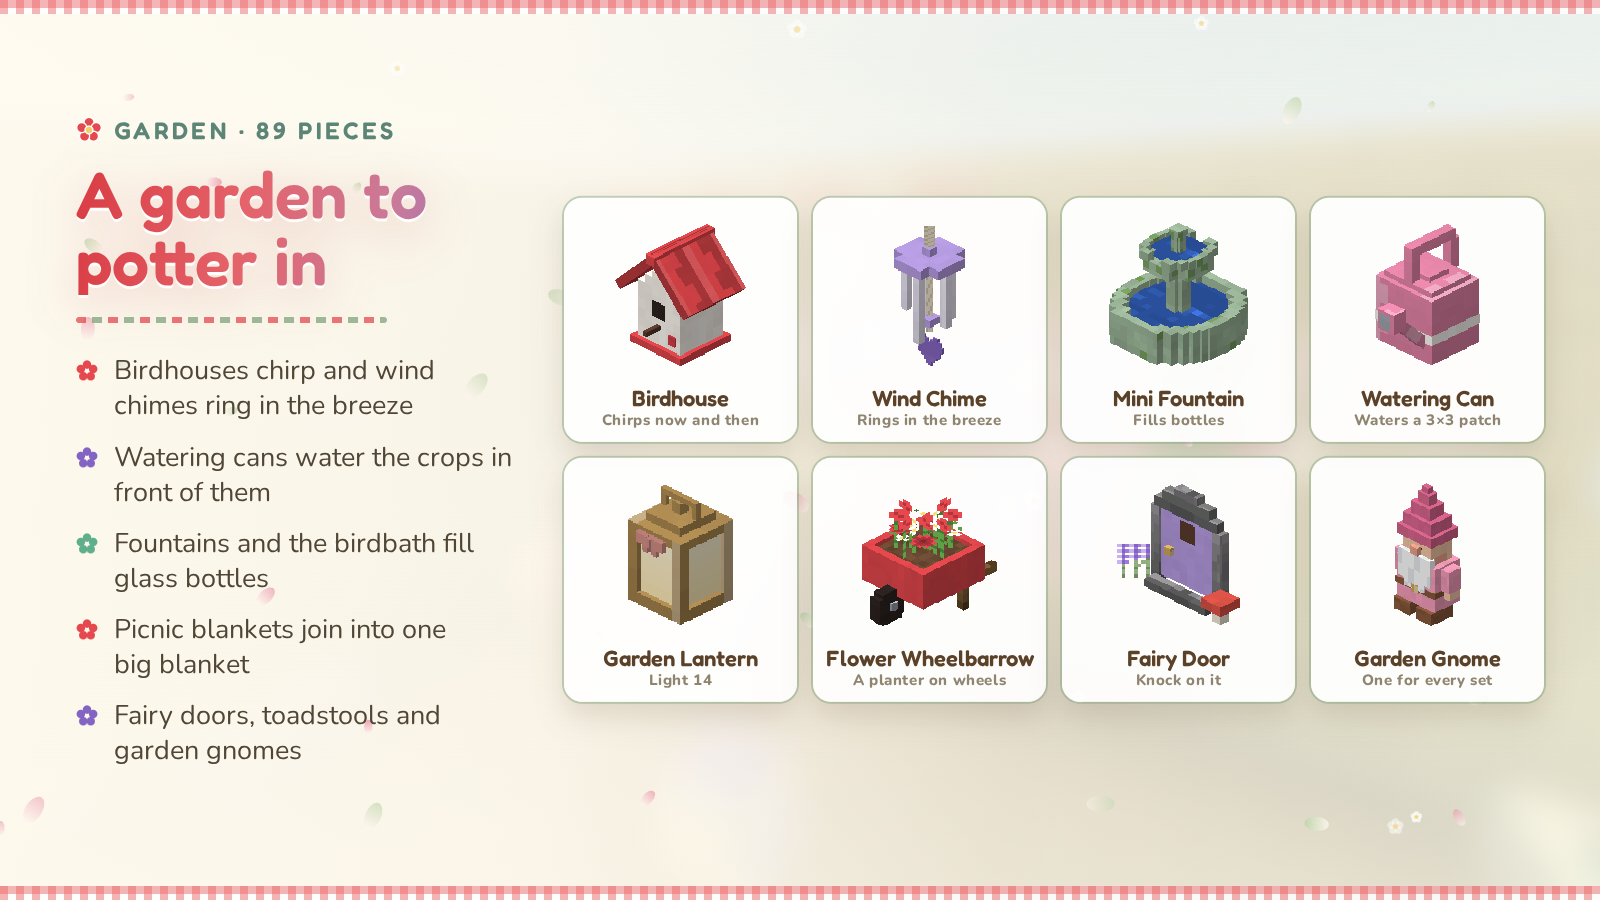 GARDEN · 89 PIECES
A garden to
potter in
Birdhouses chirp and wind
chimes ring in the breeze
Watering cans water the crops in
front of them
Fountains and the birdbath fill
glass bottles
Picnic blankets join into one
big blanket
Fairy doors, toadstools and
garden gnomes
Birdhouse
Chirps now and then
Wind Chime
Rings in the breeze
Mini Fountain
Fills bottles
Watering Can
Waters a 3×3 patch
Garden Lantern
Light 14
Flower Wheelbarrow
A planter on wheels
Fairy Door
Knock on it
Garden Gnome
One for every set